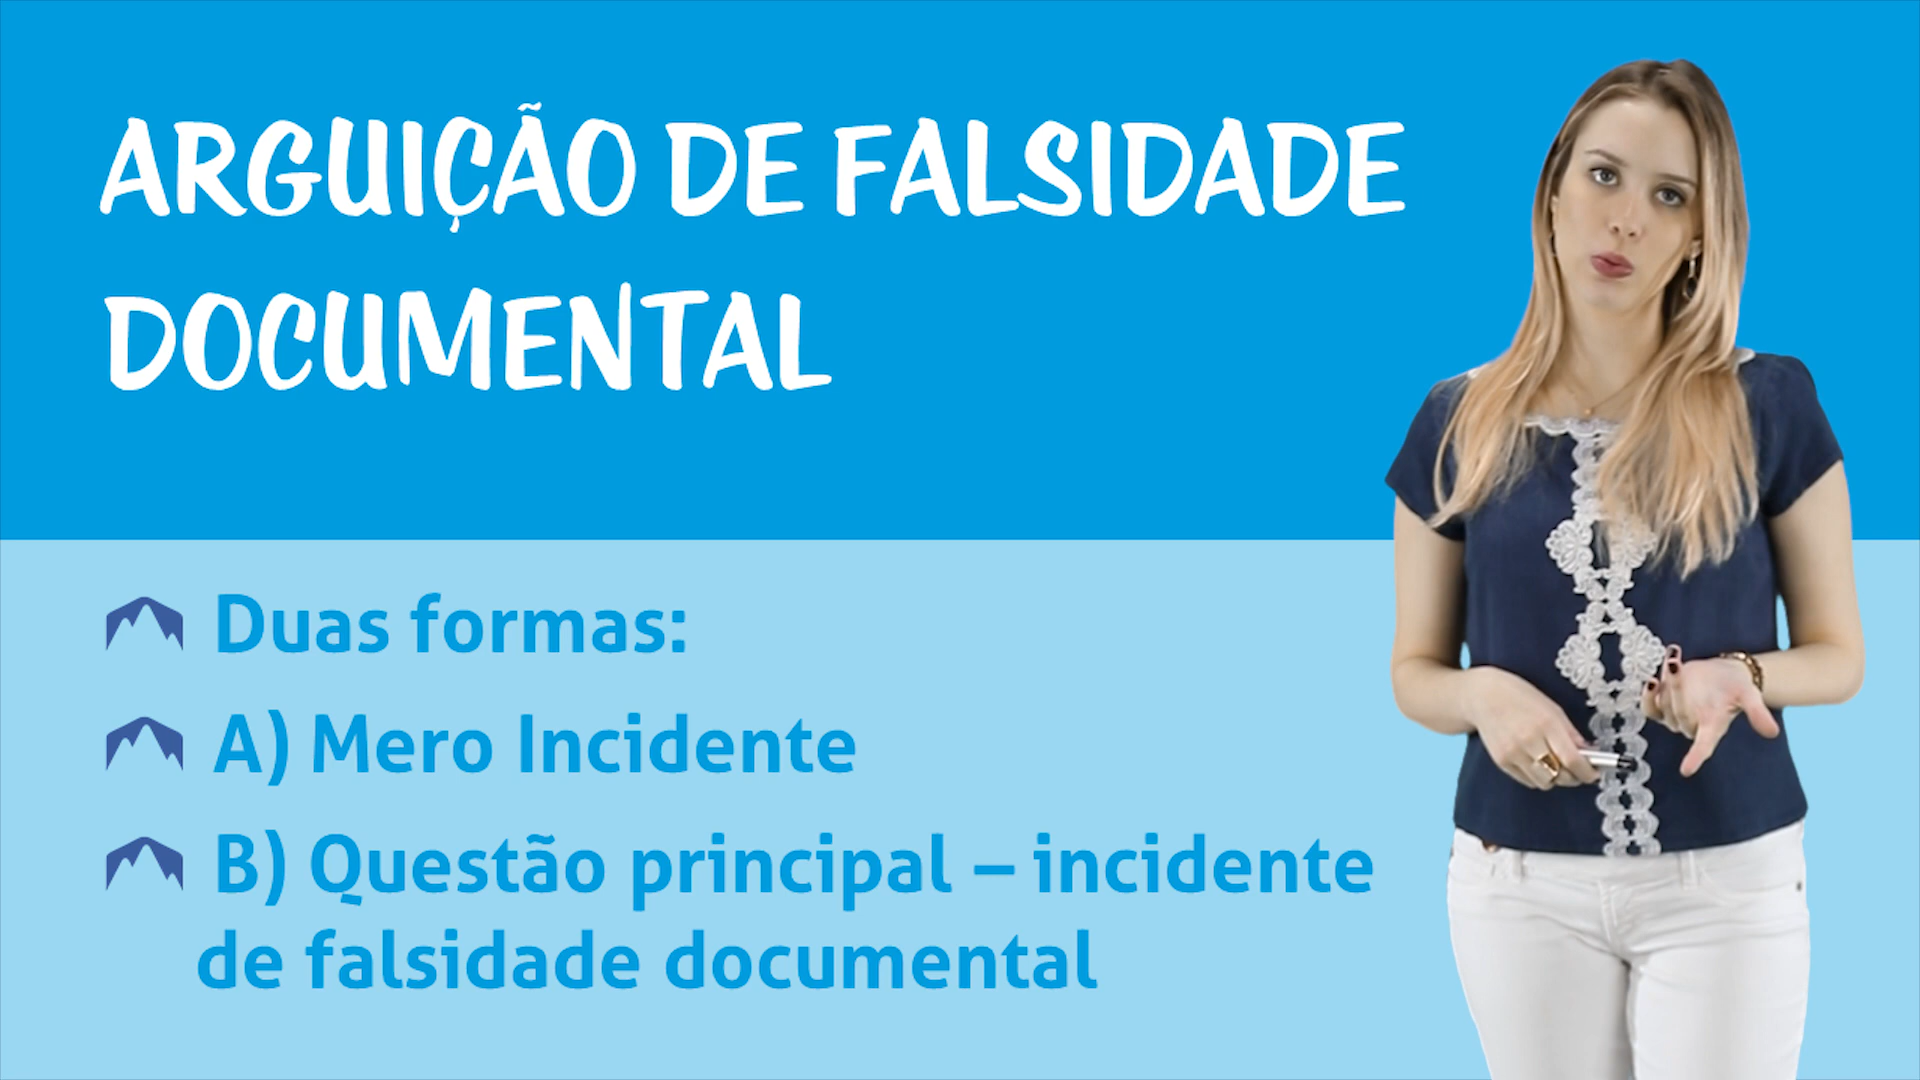 ARGUIÇÃO DE FALSIDADE
DOCUMENTAL
Duas formas:
A) Mero Incidente
B) Questão principal – incidente
de falsidade documental